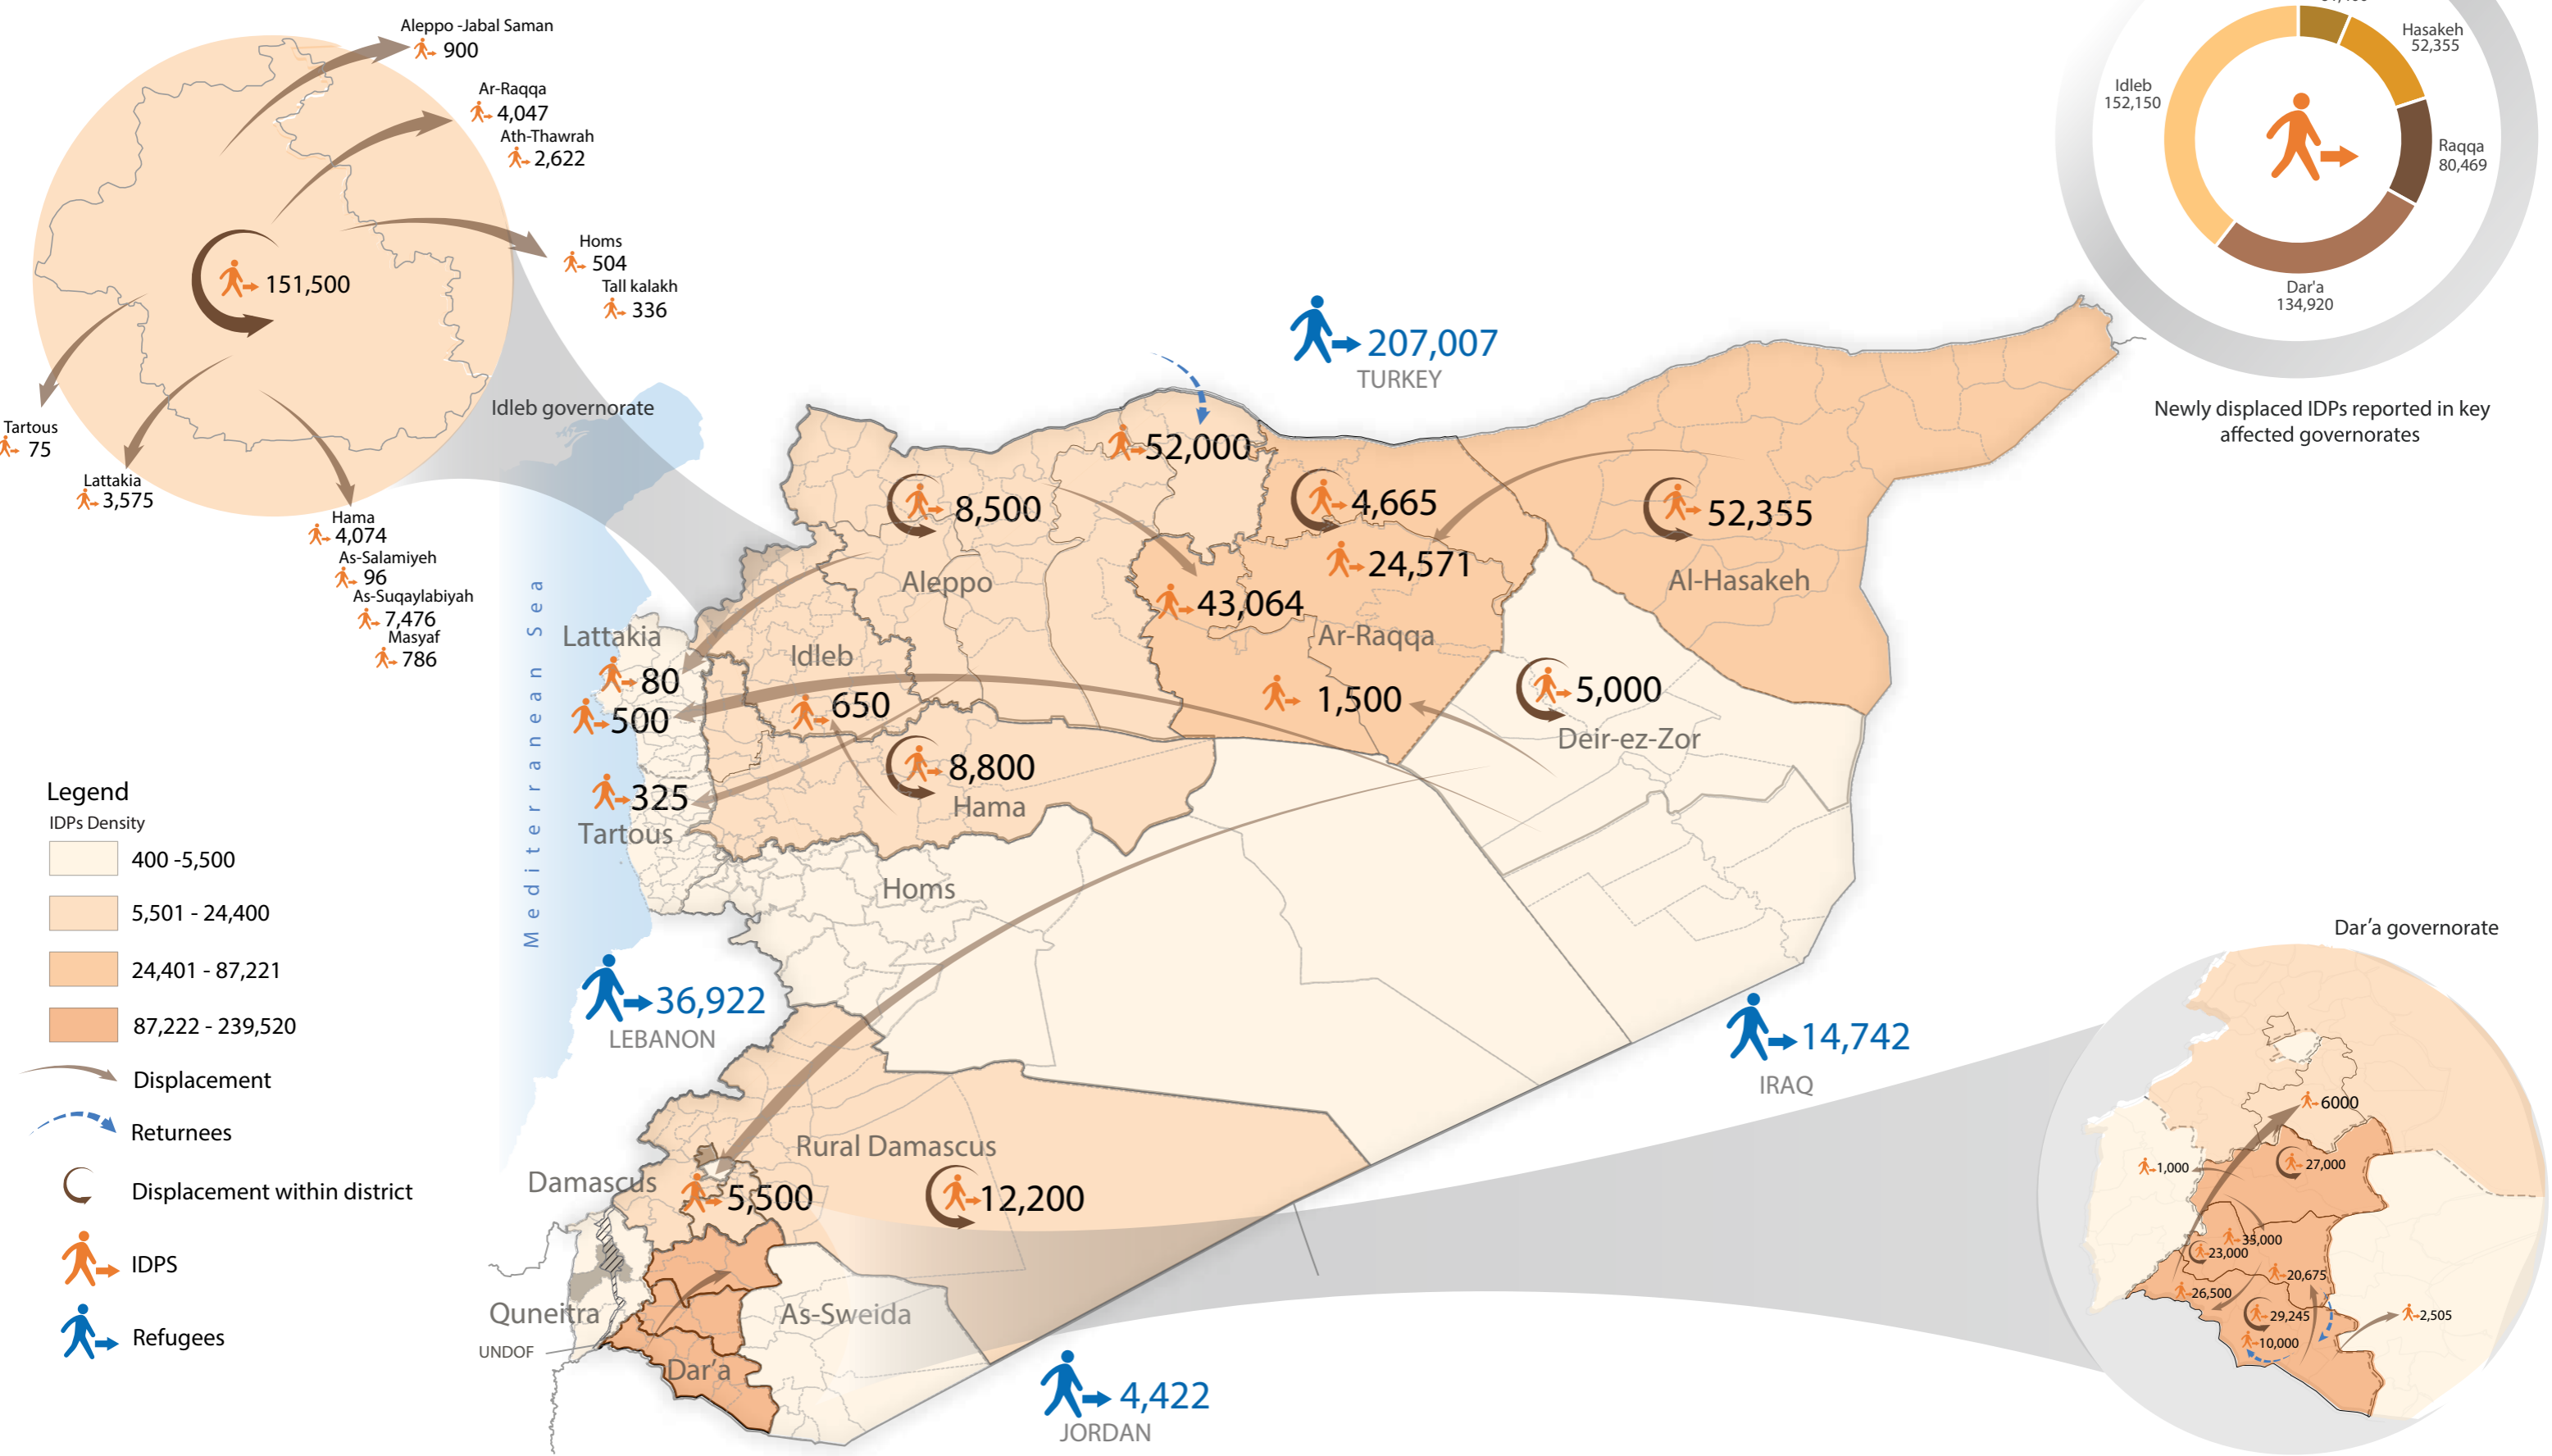 Aleppo -Jabal Saman
900
Ar-Raqqa
4,047
Ath-Thawrah
2,622
Homs
504
Tall kalakh
336
151,500
Tartous
75
Lattakia
3,575
Hama
4,074
As-Salamiyeh
96
As-Suqaylabiyah
7,476
Masyaf
786
Idleb governorate
Hasakeh
52,355
Idleb
152,150
Raqqa
80,469
Dar'a
134,920
Newly displaced IDPs reported in key
affected governorates
207,007
TURKEY
52,000
8,500
4,665
52,355
24,571
Aleppo
Al-Hasakeh
43,064
Ar-Raqqa
Lattakia
Idleb
80
650
500
1,500
5,000
Deir-ez-Zor
8,800
Hama
325
Tartous
Mediterranean Sea
Homs
36,922
LEBANON
14,742
IRAQ
Rural Damascus
Damascus
5,500
12,200
Quneitra
As-Sweida
UNDOF
Dar'a
4,422
JORDAN
Legend
IDPs Density
400 -5,500
5,501 - 24,400
24,401 - 87,221
87,222 - 239,520
Displacement
Returnees
Displacement within district
IDPS
Refugees
Dar'a governorate
6000
1,000
27,000
35,000
23,000
20,675
26,500
29,245
2,505
10,000